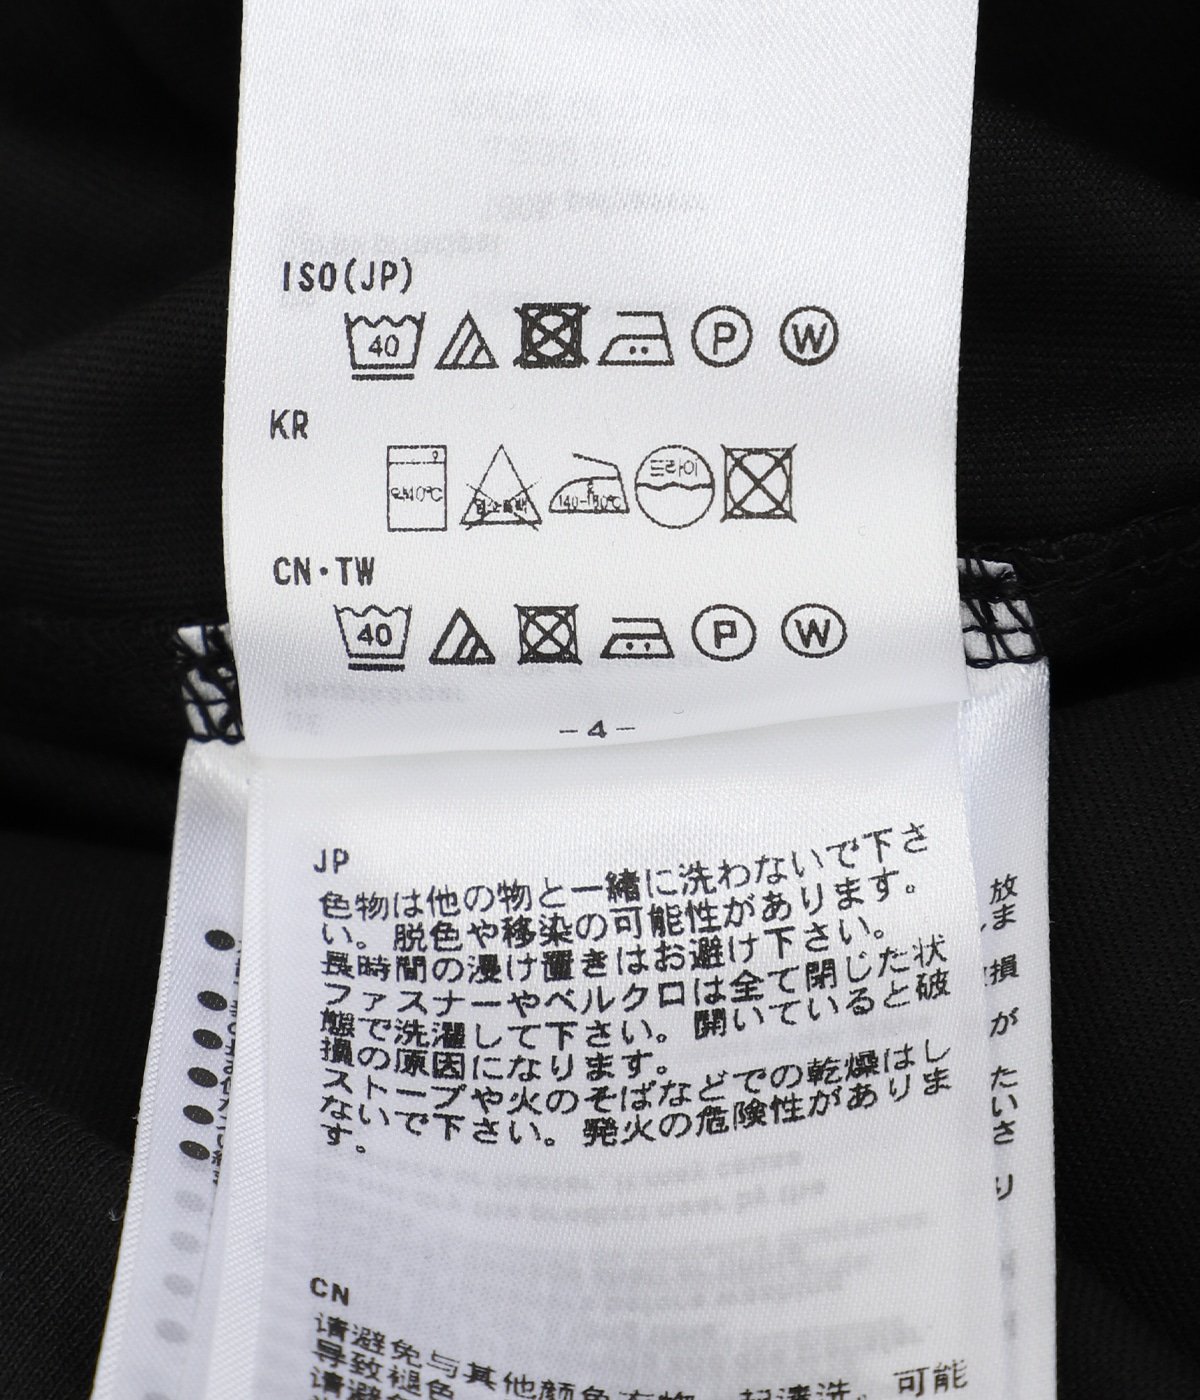 ISO(JP)
40 P W
KR
드라이
140-160℃
CN・TW
40 P W
-4-
JP
色物は他の物と一緒に洗わないで下さ
い。脱色や移染の可能性があります。
長時間の漫け置きはお避け下さい。
ファスナーやベルクロは全て閉じた状
態で洗濯して下さい。開いていると破
損の原因になります。
ストーブや火のそばなどでの乾燥はし
ないで下さい。発火の危険性がありま
す。
CN
请避免与其他颜色衣物一起清洗。可能
导致褪色
请避免